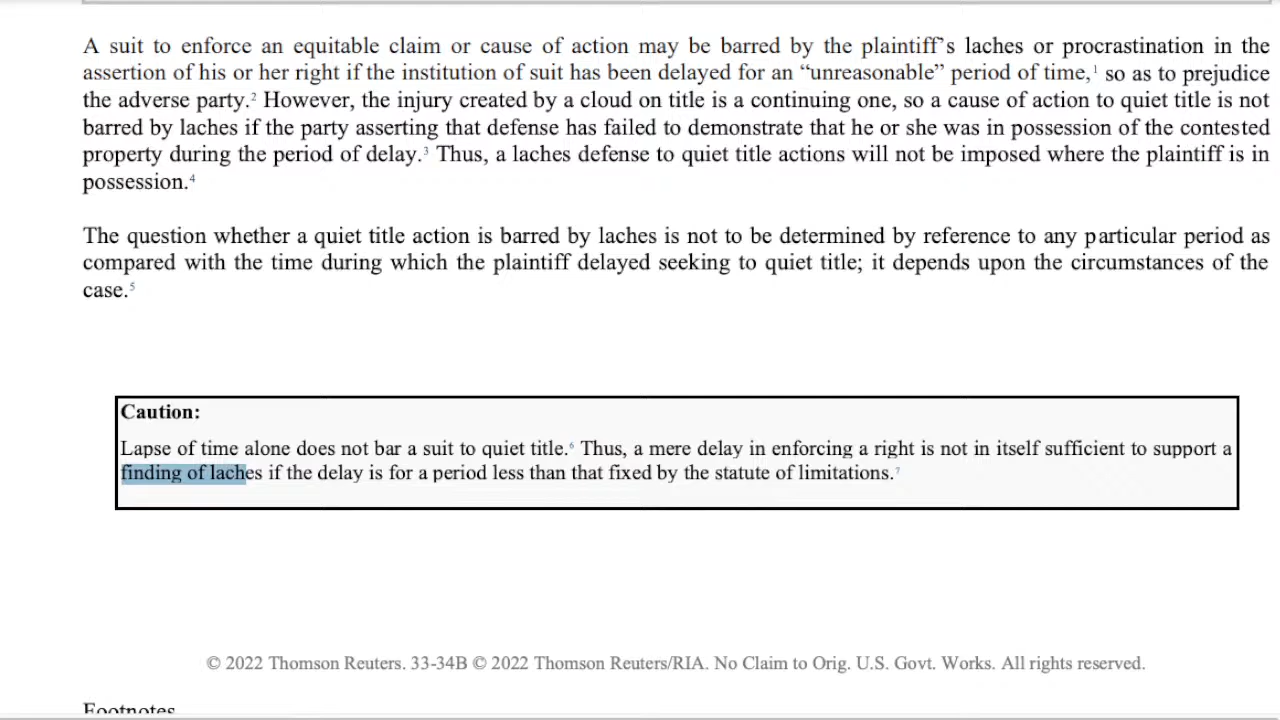 A suit to enforce an equitable claim or cause of action may be barred by the plaintiff's laches or procrastination in the
assertion of his or her right if the institution of suit has been delayed for an “unreasonable” period of time,1 so as to prejudice
the adverse party.2 However, the injury created by a cloud on title is a continuing one, so a cause of action to quiet title is not
barred by laches if the party asserting that defense has failed to demonstrate that he or she was in possession of the contested
property during the period of delay.3 Thus, a laches defense to quiet title actions will not be imposed where the plaintiff is in
possession.4
The question whether a quiet title action is barred by laches is not to be determined by reference to any particular period as
compared with the time during which the plaintiff delayed seeking to quiet title; it depends upon the circumstances of the
case.5
Caution:
Lapse of time alone does not bar a suit to quiet title.6 Thus, a mere delay in enforcing a right is not in itself sufficient to support a
finding of laches if the delay is for a period less than that fixed by the statute of limitations.7
© 2022 Thomson Reuters. 33-34B © 2022 Thomson Reuters/RIA. No Claim to Orig. U.S. Govt. Works. All rights reserved.
Footnotes